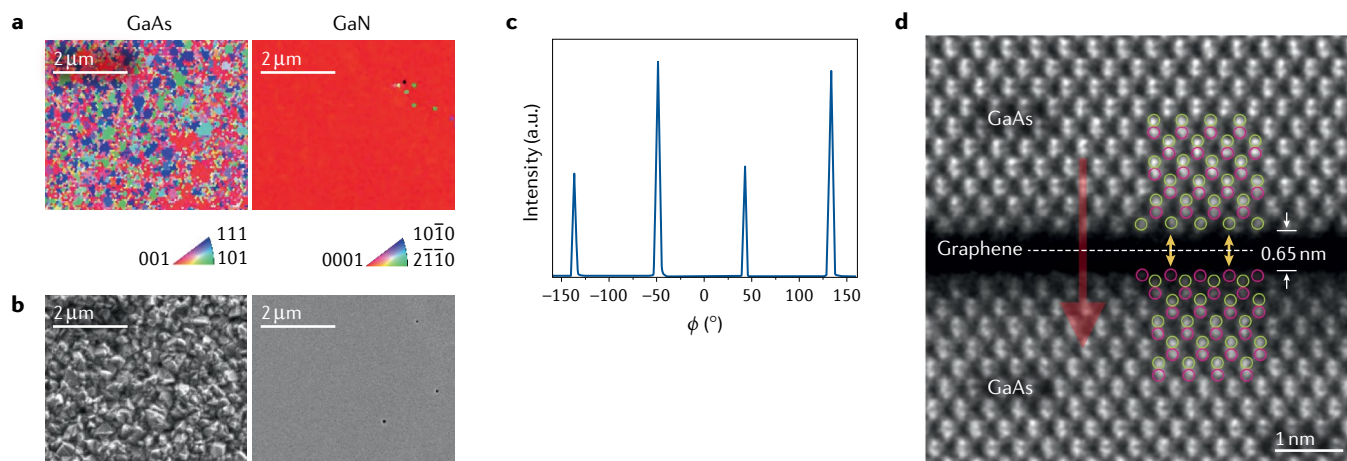 a
GaAs
GaN
2 μm
2 μm
001
111
101
0001
101̅0
21̅1̅0
b
2 μm
2 μm
c
Intensity (a.u.)
−150
−100
−50
0
50
100
150
ϕ (°)
d
GaAs
Graphene
0.65 nm
GaAs
1 nm